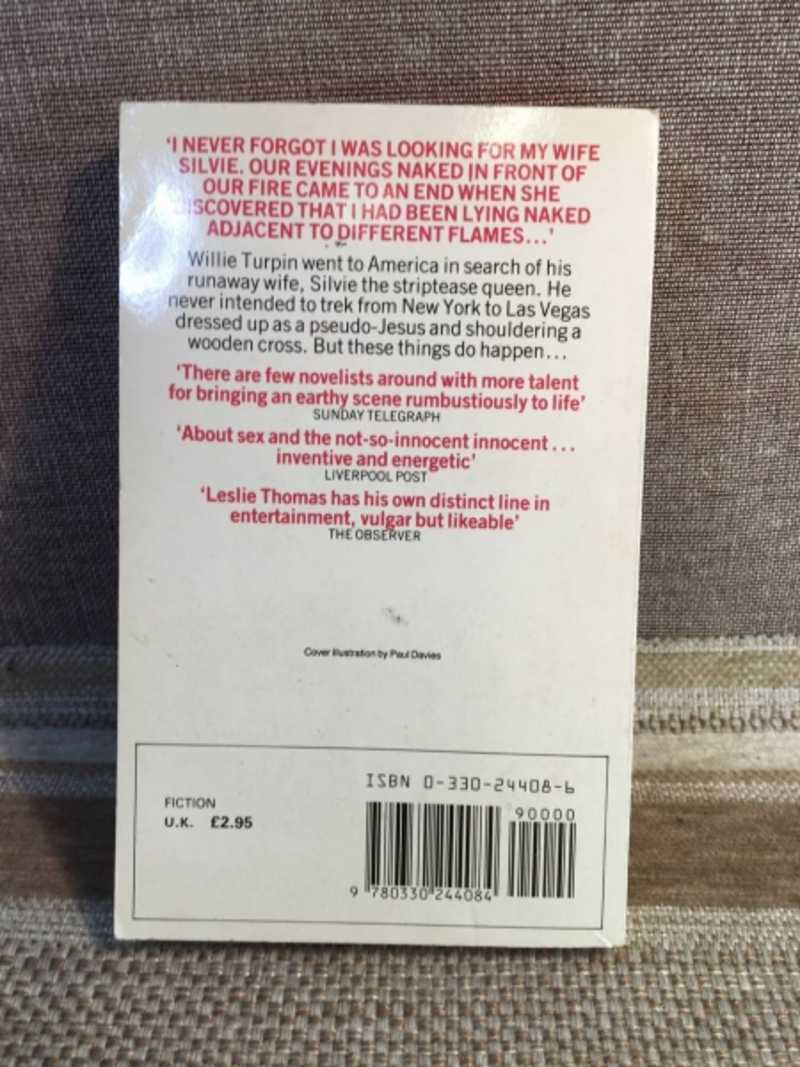 'I NEVER FORGOT I WAS LOOKING FOR MY WIFE
SILVIE. OUR EVENINGS NAKED IN FRONT OF
OUR FIRE CAME TO AN END WHEN SHE
DISCOVERED THAT I HAD BEEN LYING NAKED
ADJACENT TO DIFFERENT FLAMES...'
Willie Turpin went to America in search of his
runaway wife, Silvie the striptease queen. He
never intended to trek from New York to Las Vegas
dressed up as a pseudo-Jesus and shouldering a
wooden cross. But these things do happen...
'There are few novelists around with more talent
for bringing an earthy scene rumbustiously to life'
SUNDAY TELEGRAPH
'About sex and the not-so-innocent innocent...
inventive and energetic'
LIVERPOOL POST
'Leslie Thomas has his own distinct line in
entertainment, vulgar but likeable'
THE OBSERVER
Cover illustration by Paul Davies
ISBN 0-330-24408-6
FICTION
U.K. £2.95
90000
9 780330 244084